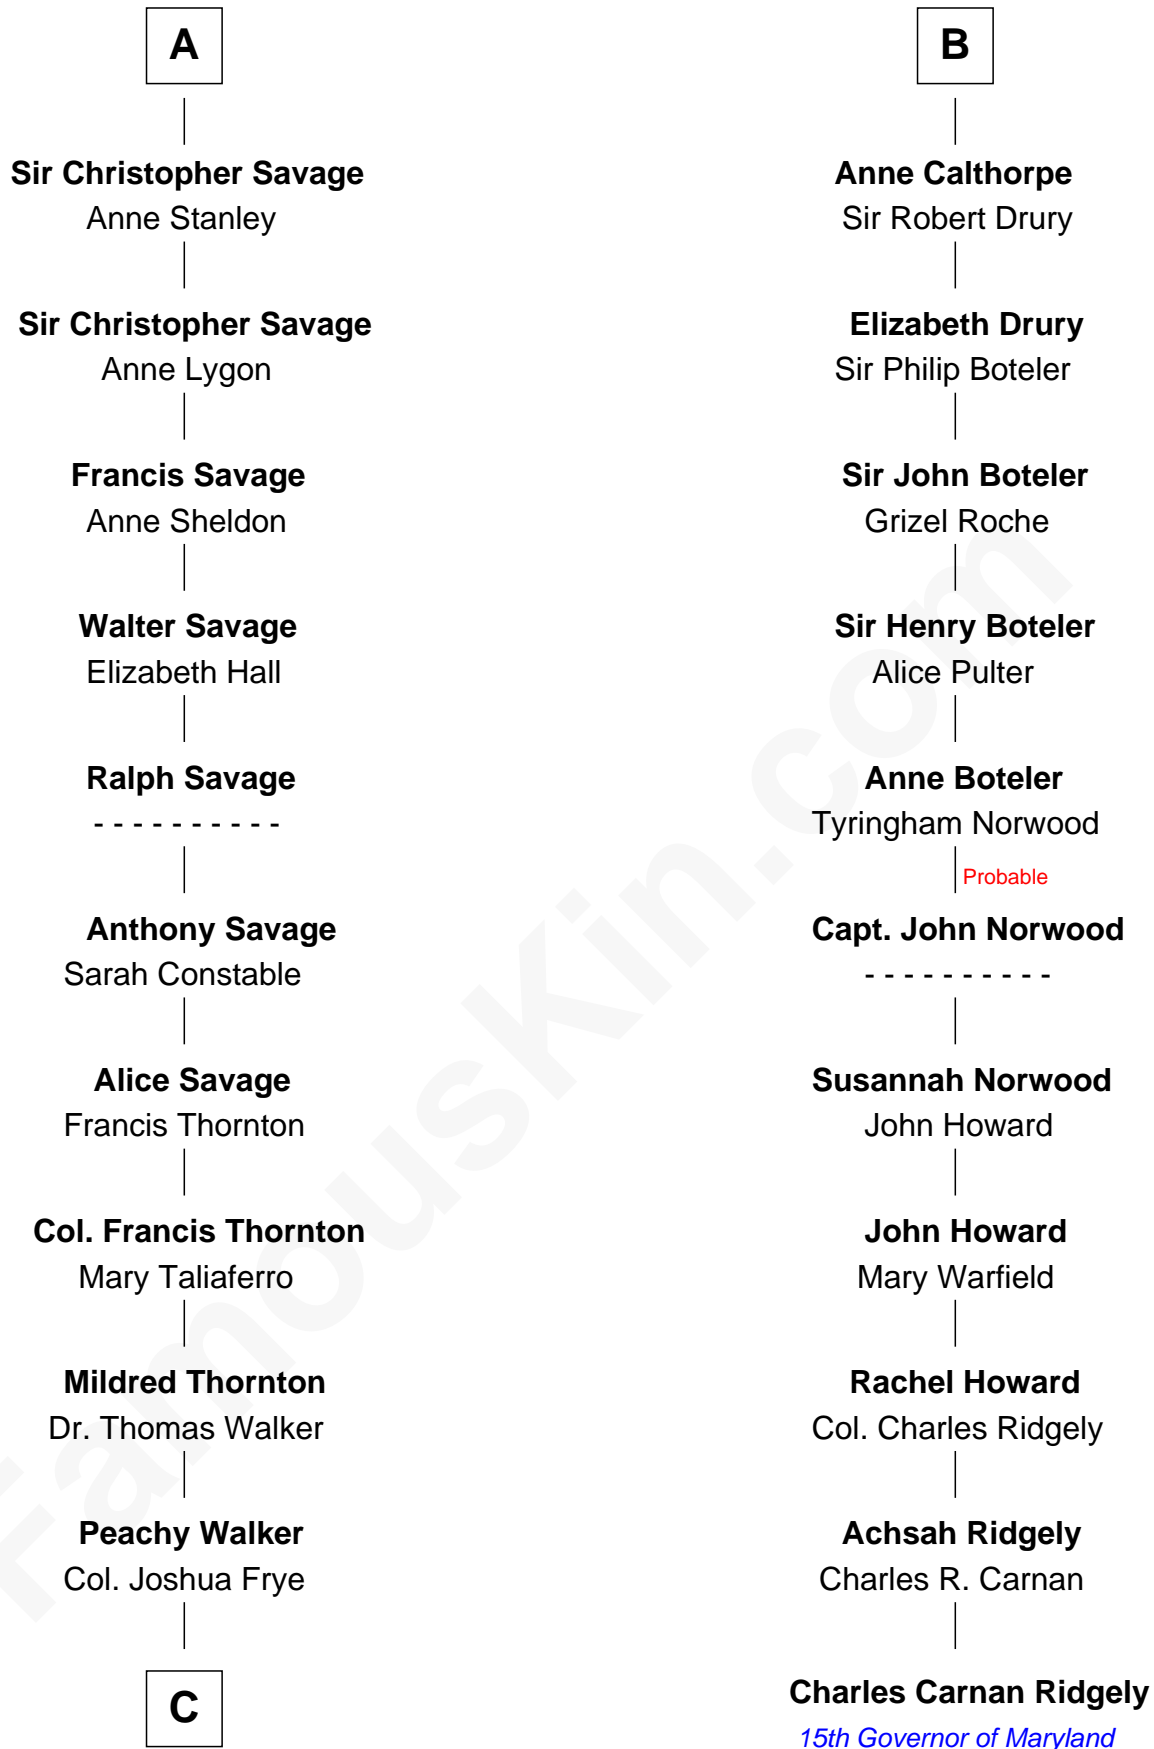 A
Sir Christopher Savage
Anne Stanley
Sir Christopher Savage
Anne Lygon
Francis Savage
Anne Sheldon
Walter Savage
Elizabeth Hall
Ralph Savage
- - - - - - - - - -
Anthony Savage
Sarah Constable
Alice Savage
Francis Thornton
Col. Francis Thornton
Mary Taliaferro
Mildred Thornton
Dr. Thomas Walker
Peachy Walker
Col. Joshua Frye
C
B
Anne Calthorpe
Sir Robert Drury
Elizabeth Drury
Sir Philip Boteler
Sir John Boteler
Grizel Roche
Sir Henry Boteler
Alice Pulter
Anne Boteler
Tyringham Norwood
Probable
Capt. John Norwood
- - - - - - - - - -
Susannah Norwood
John Howard
John Howard
Mary Warfield
Rachel Howard
Col. Charles Ridgely
Achsah Ridgely
Charles R. Carnan
Charles Carnan Ridgely
15th Governor of Maryland
FamousKin.com